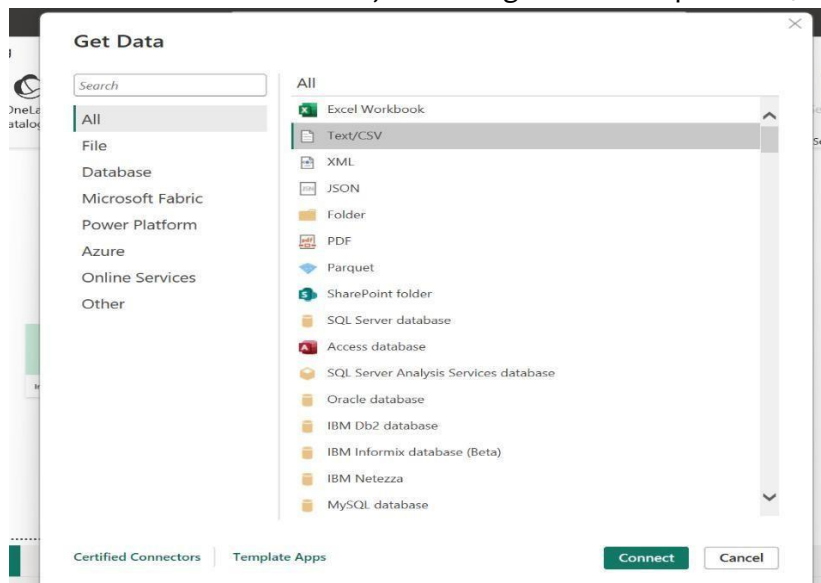 Get Data
Search
All
File
Database
Microsoft Fabric
Power Platform
Azure
Online Services
Other
All
Excel Workbook
Text/CSV
XML
JSON
Folder
PDF
Parquet
SharePoint folder
SQL Server database
Access database
SQL Server Analysis Services database
Oracle database
IBM Db2 database
IBM Informix database (Beta)
IBM Netezza
MySQL database
Certified Connectors
Template Apps
Connect
Cancel